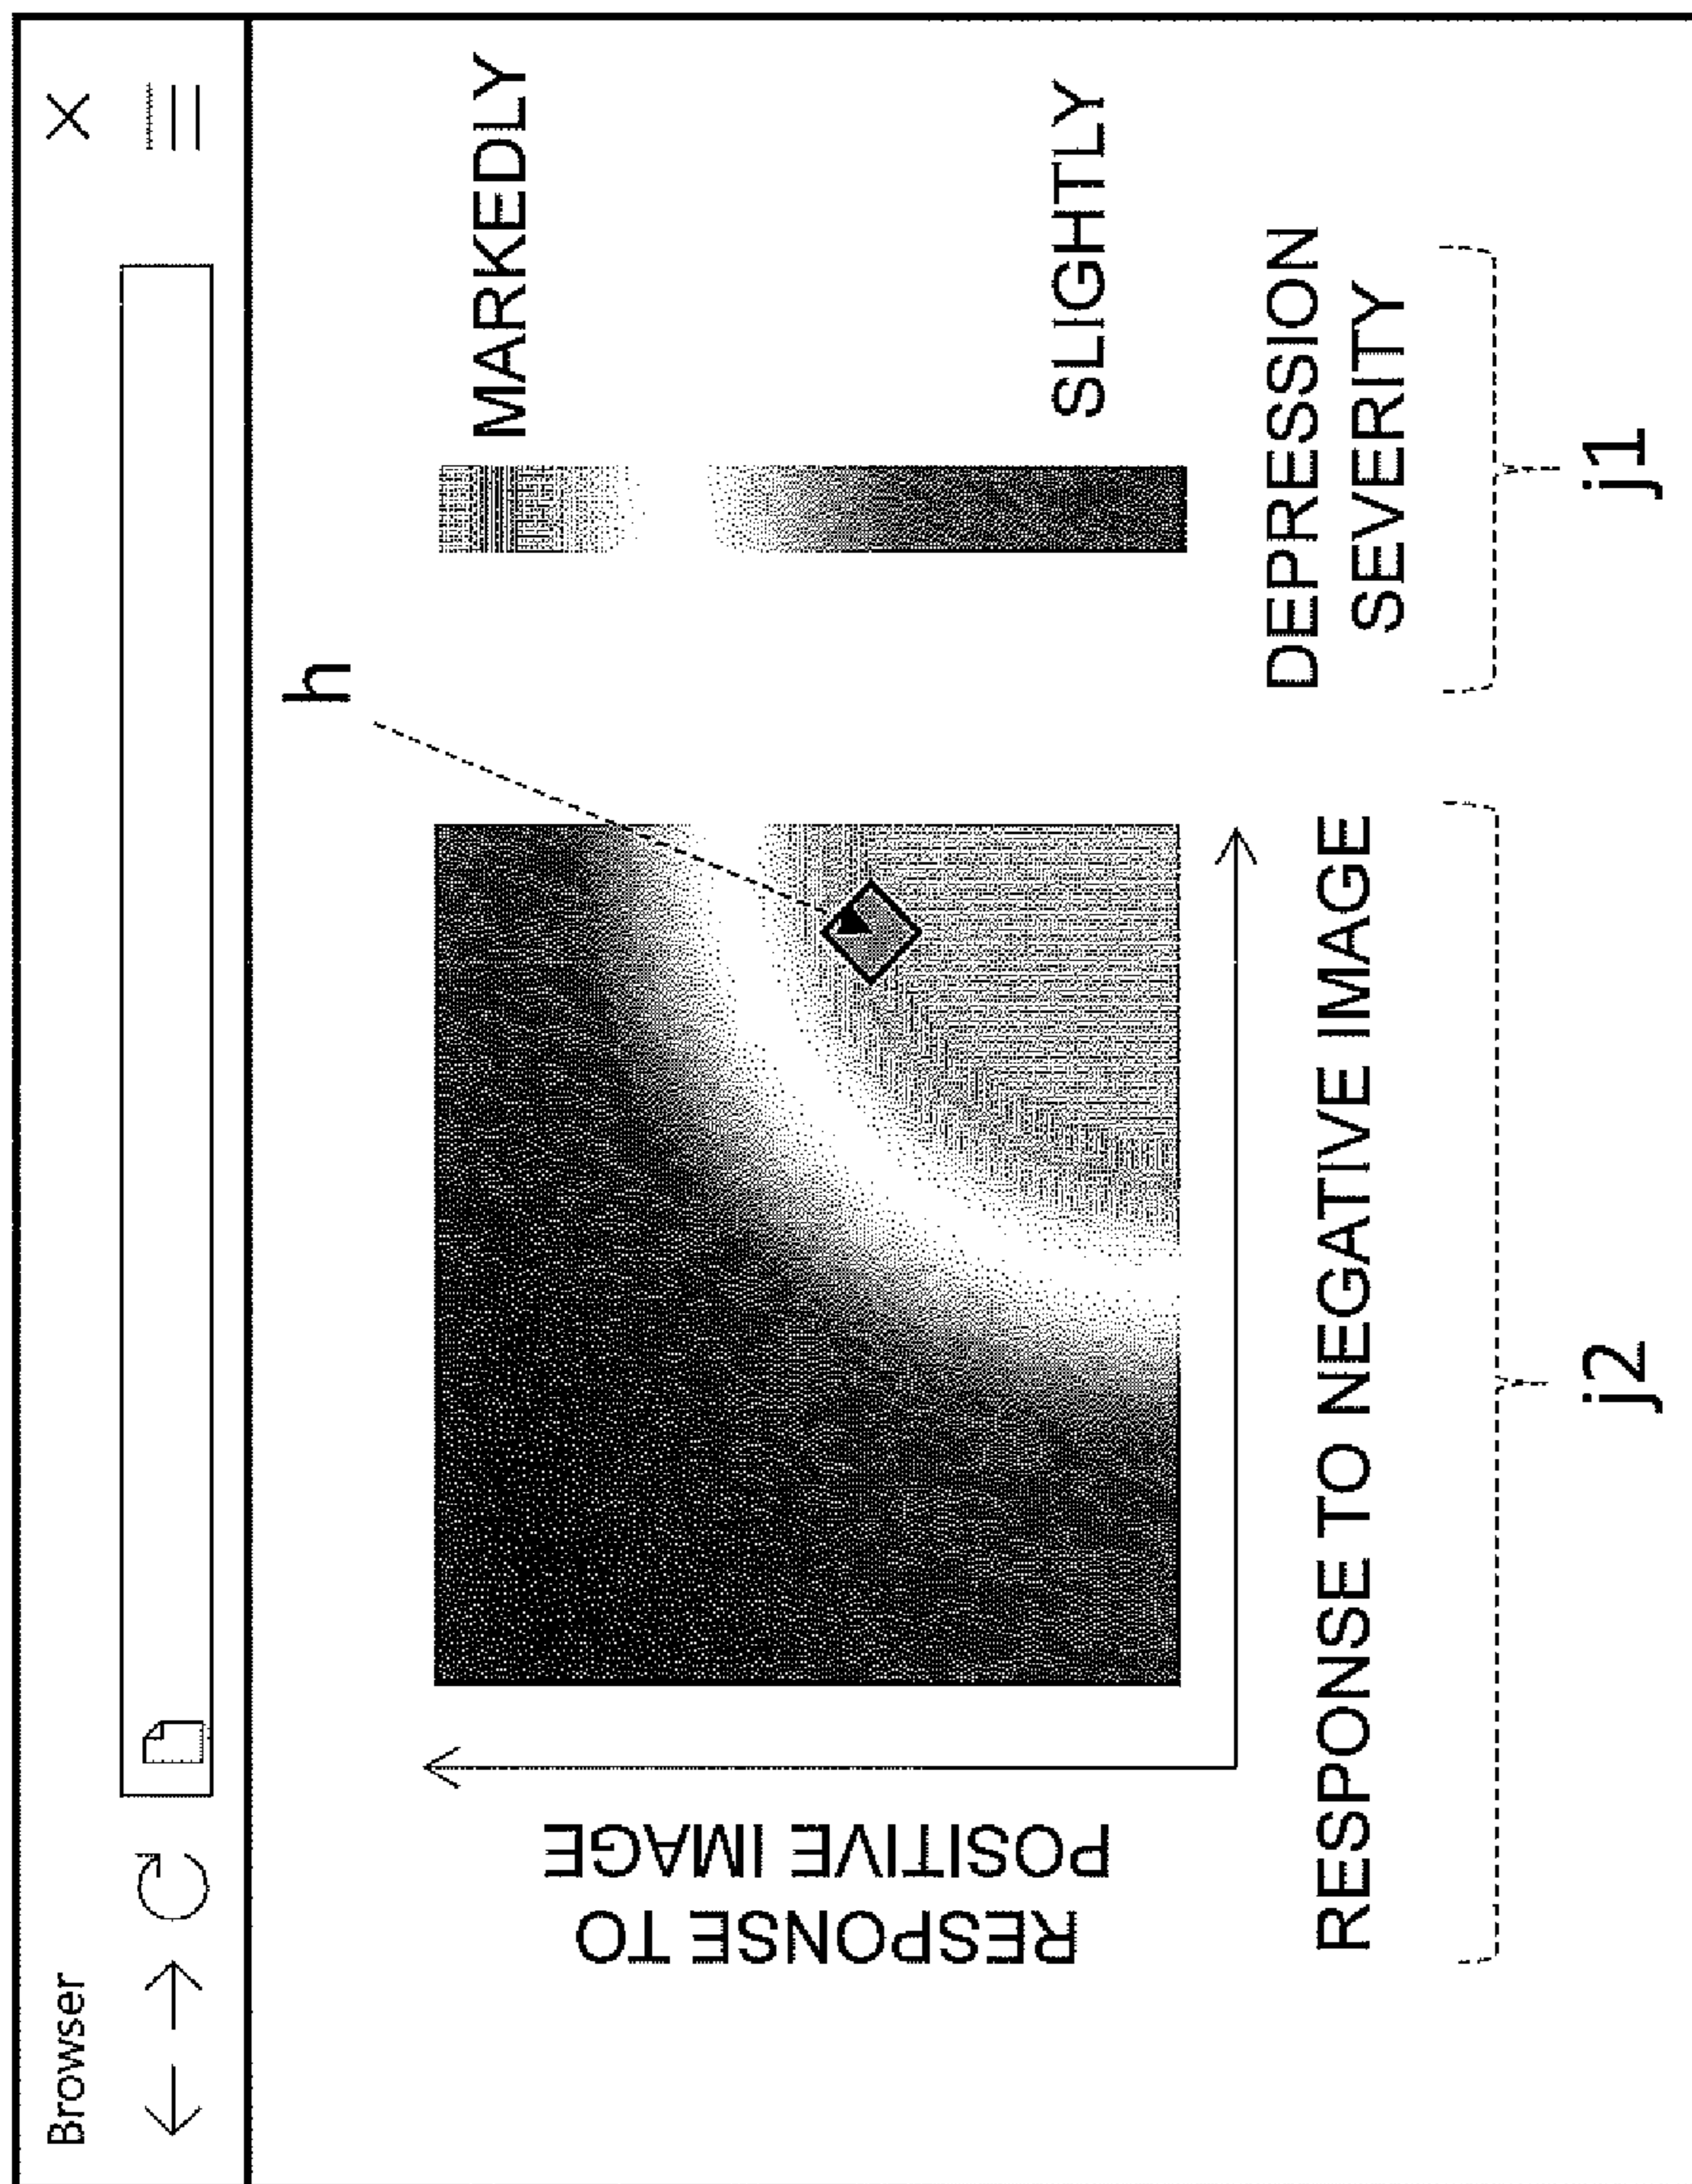 Browser
h
MARKEDLY
SLIGHTLY
RESPONSE TO
POSITIVE IMAGE
RESPONSE TO NEGATIVE IMAGE
DEPRESSION
SEVERITY
j2
j1